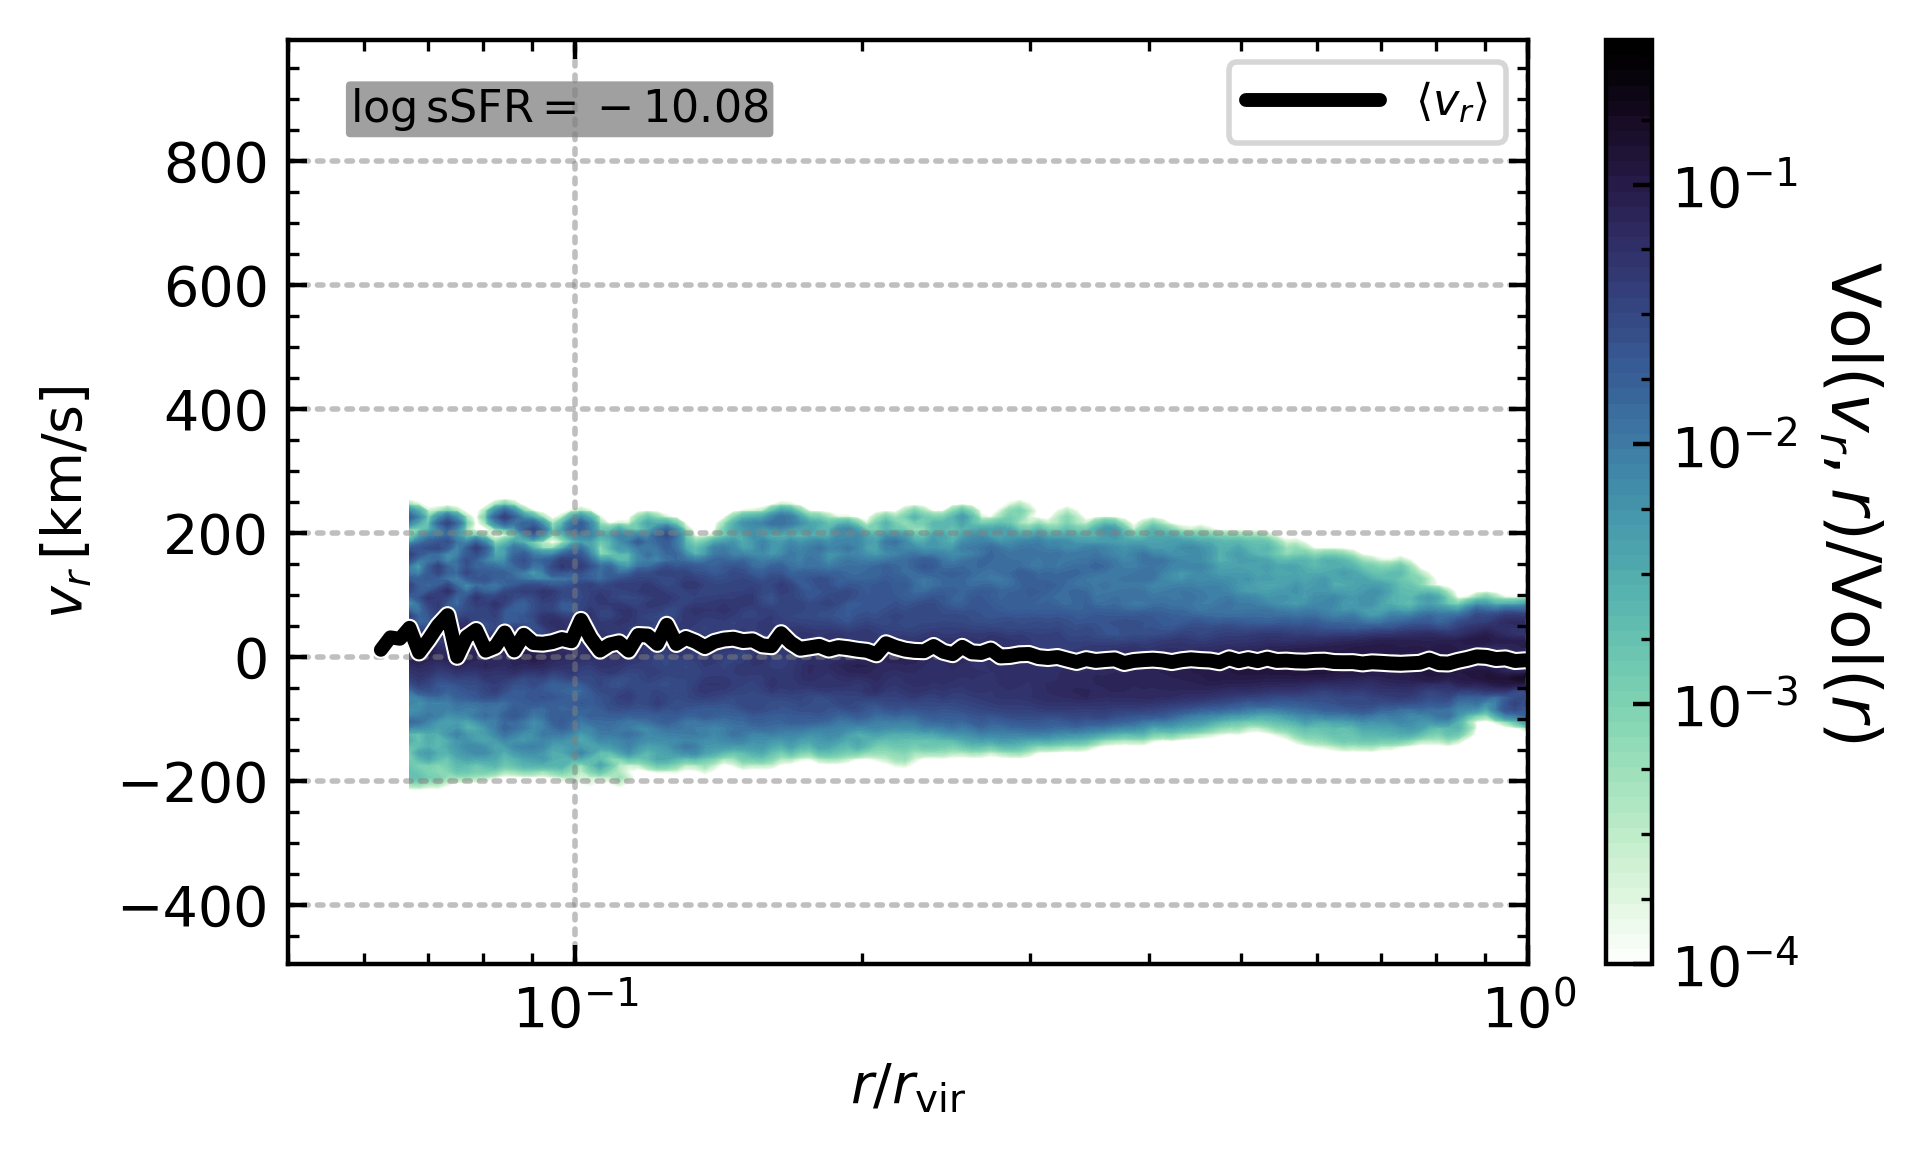 log sSFR = −10.08
⟨v_r⟩
800
600
400
200
0
−200
−400
v_r [km/s]
10^−1
10^0
r/r_vir
10^−1
10^−2
10^−3
10^−4
Vol(v_r, r)/Vol(r)